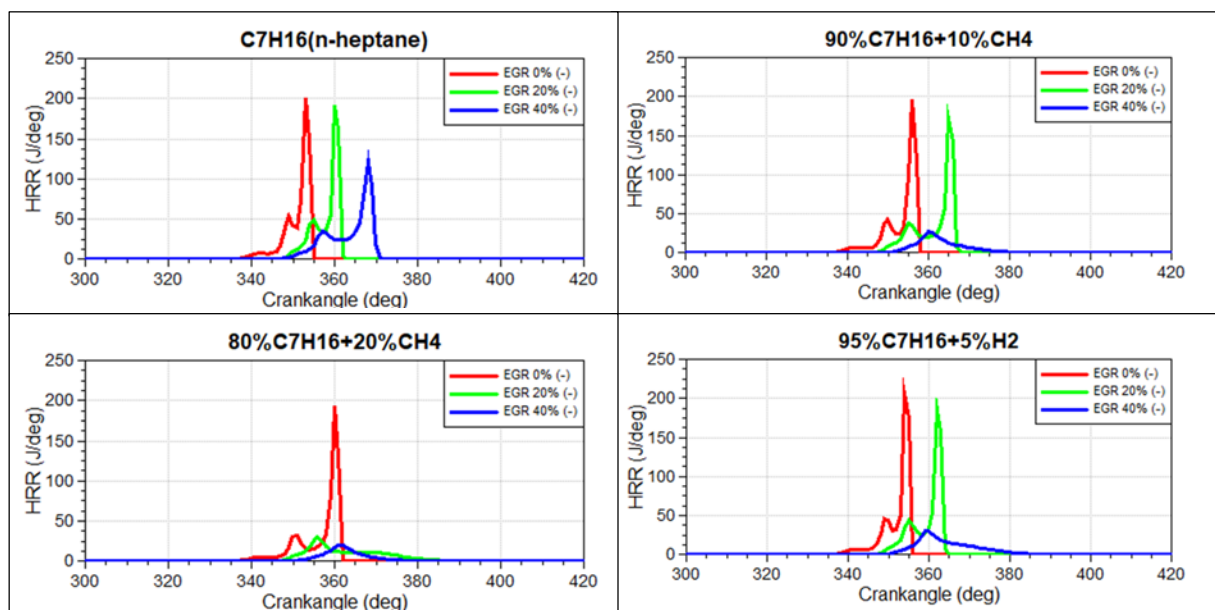 C7H16(n-heptane)
250
200
150
100
50
0
HRR (J/deg)
EGR 0% (-)
EGR 20% (-)
EGR 40% (-)
300 320 340 360 380 400 420
Crankangle (deg)
90%C7H16+10%CH4
250
200
150
100
50
0
HRR (J/deg)
EGR 0% (-)
EGR 20% (-)
EGR 40% (-)
300 320 340 360 380 400 420
Crankangle (deg)
80%C7H16+20%CH4
250
200
150
100
50
0
HRR (J/deg)
EGR 0% (-)
EGR 20% (-)
EGR 40% (-)
300 320 340 360 380 400 420
Crankangle (deg)
95%C7H16+5%H2
250
200
150
100
50
0
HRR (J/deg)
EGR 0% (-)
EGR 20% (-)
EGR 40% (-)
300 320 340 360 380 400 420
Crankangle (deg)